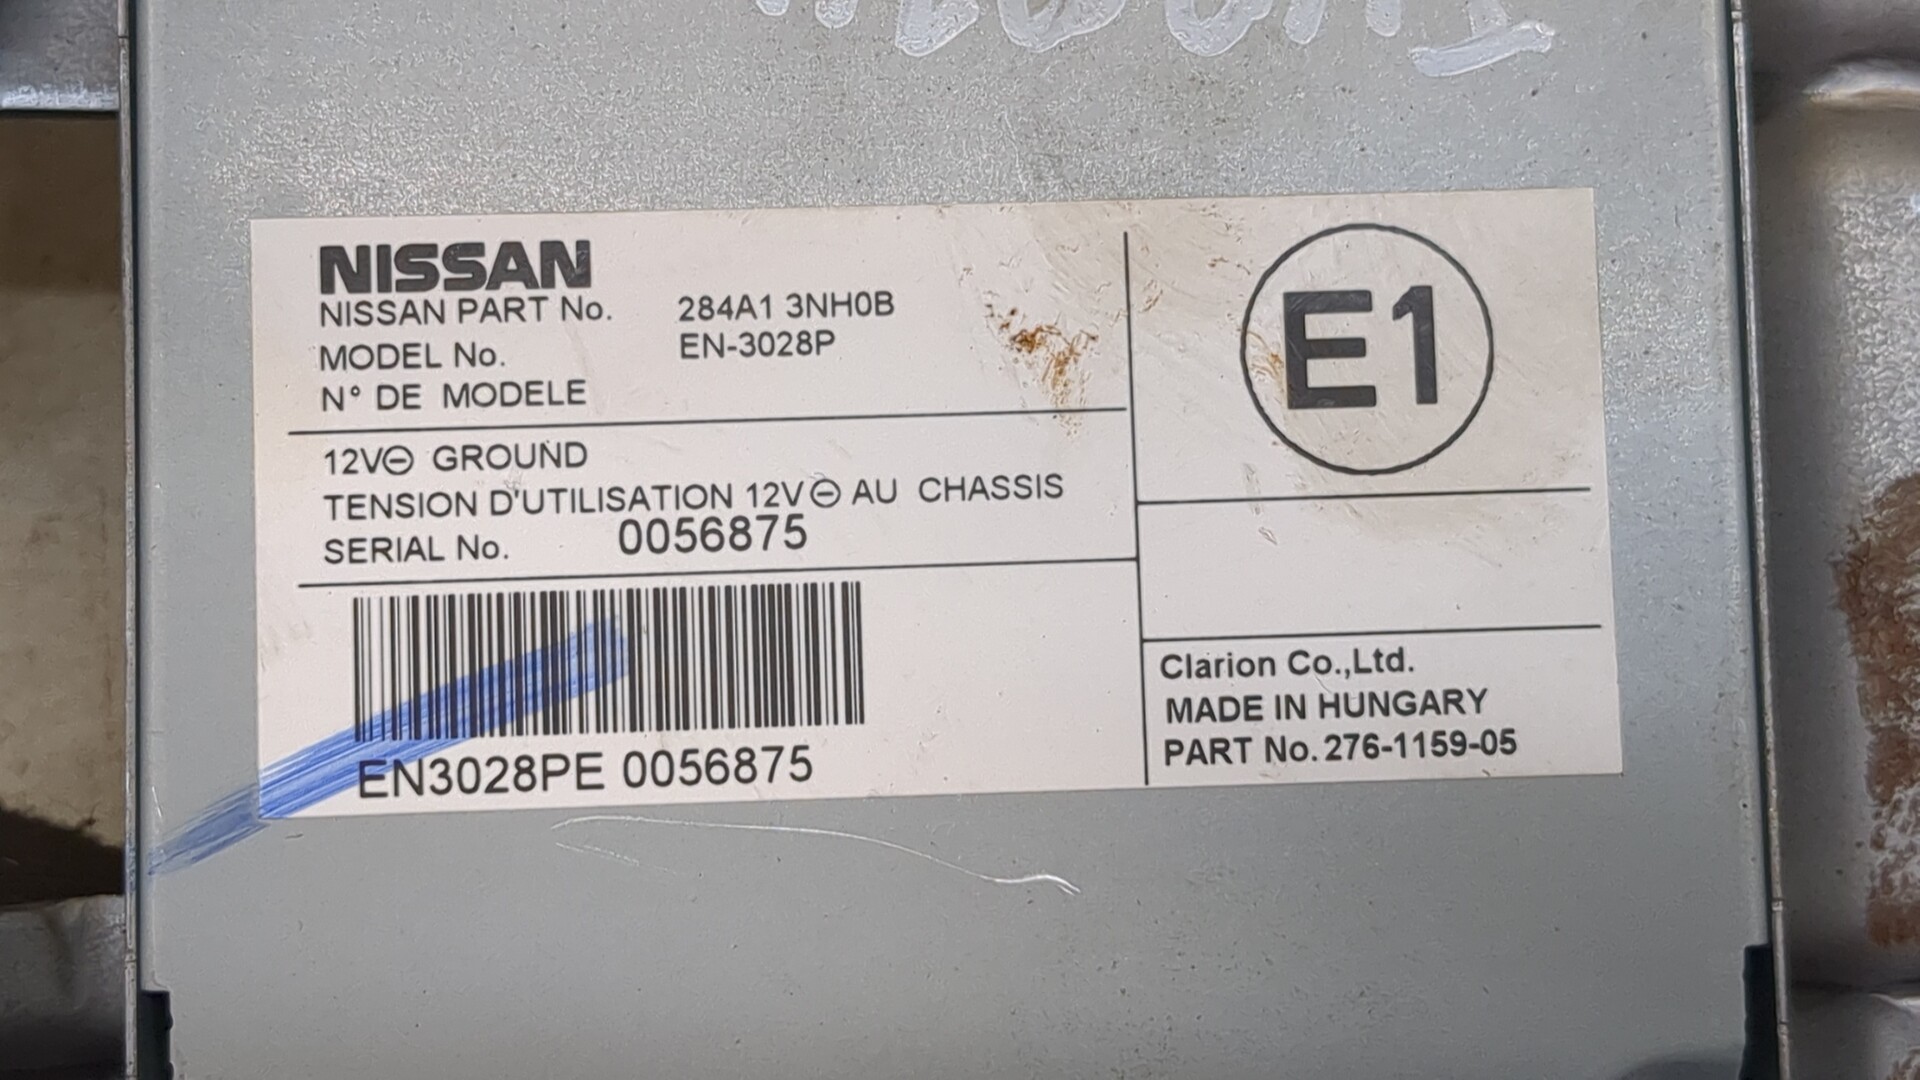 NISSAN
NISSAN PART No. 284A1 3NH0B
MODEL No. EN-3028P
N° DE MODELE
12V⊖ GROUND
TENSION D'UTILISATION 12V⊖ AU CHASSIS
SERIAL No. 0056875
EN3028PE 0056875
E1
Clarion Co.,Ltd.
MADE IN HUNGARY
PART No. 276-1159-05